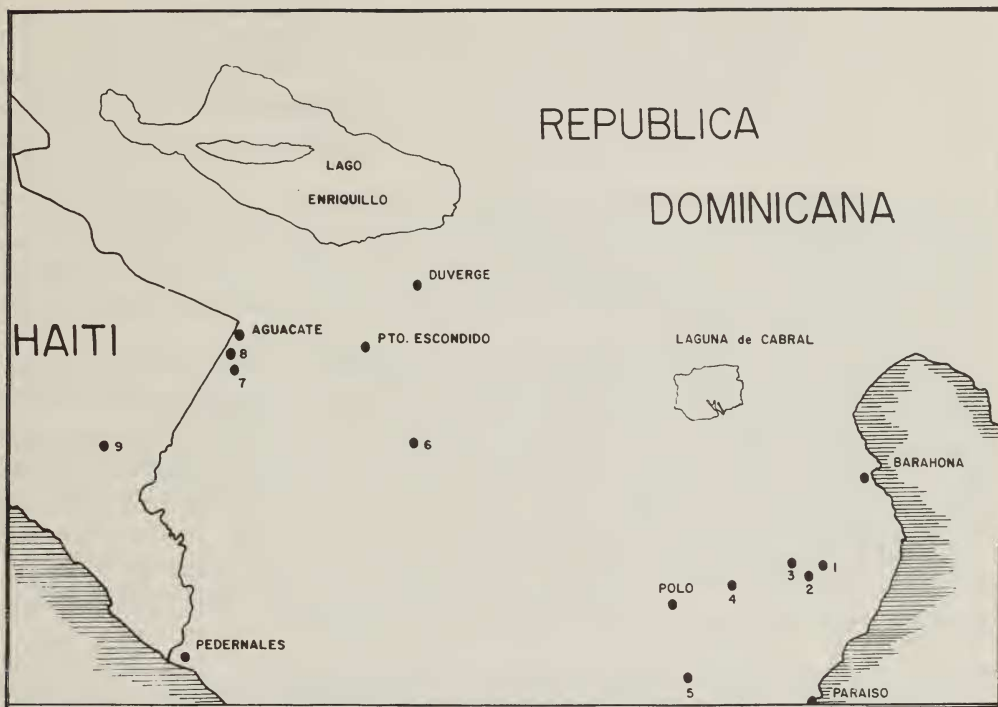 REPUBLICA
DOMINICANA
LAGO
ENRIQUILLO
DUVERGE
HAITI
AGUACATE
PTO. ESCONDIDO
LAGUNA de CABRAL
8
7
9
6
BARAHONA
3
1
2
4
POLO
PEDERNALES
5
PARAISO